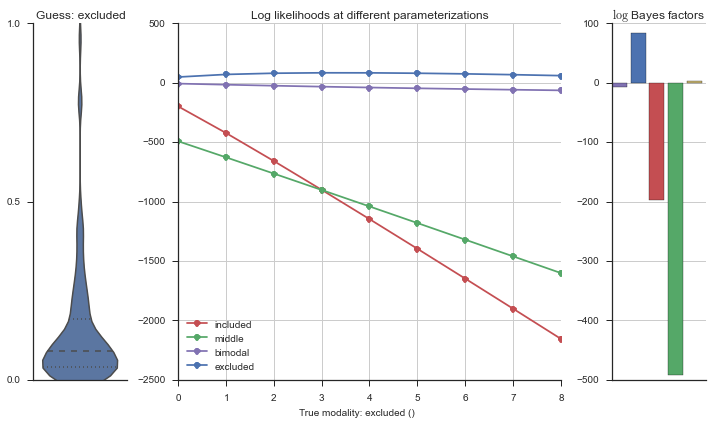 Guess: excluded
1.0
0.5
0.0
Log likelihoods at different parameterizations
500
0
−500
−1000
−1500
−2000
−2500
included
middle
bimodal
excluded
0 1 2 3 4 5 6 7 8
True modality: excluded ()
log Bayes factors
100
0
−100
−200
−300
−400
−500